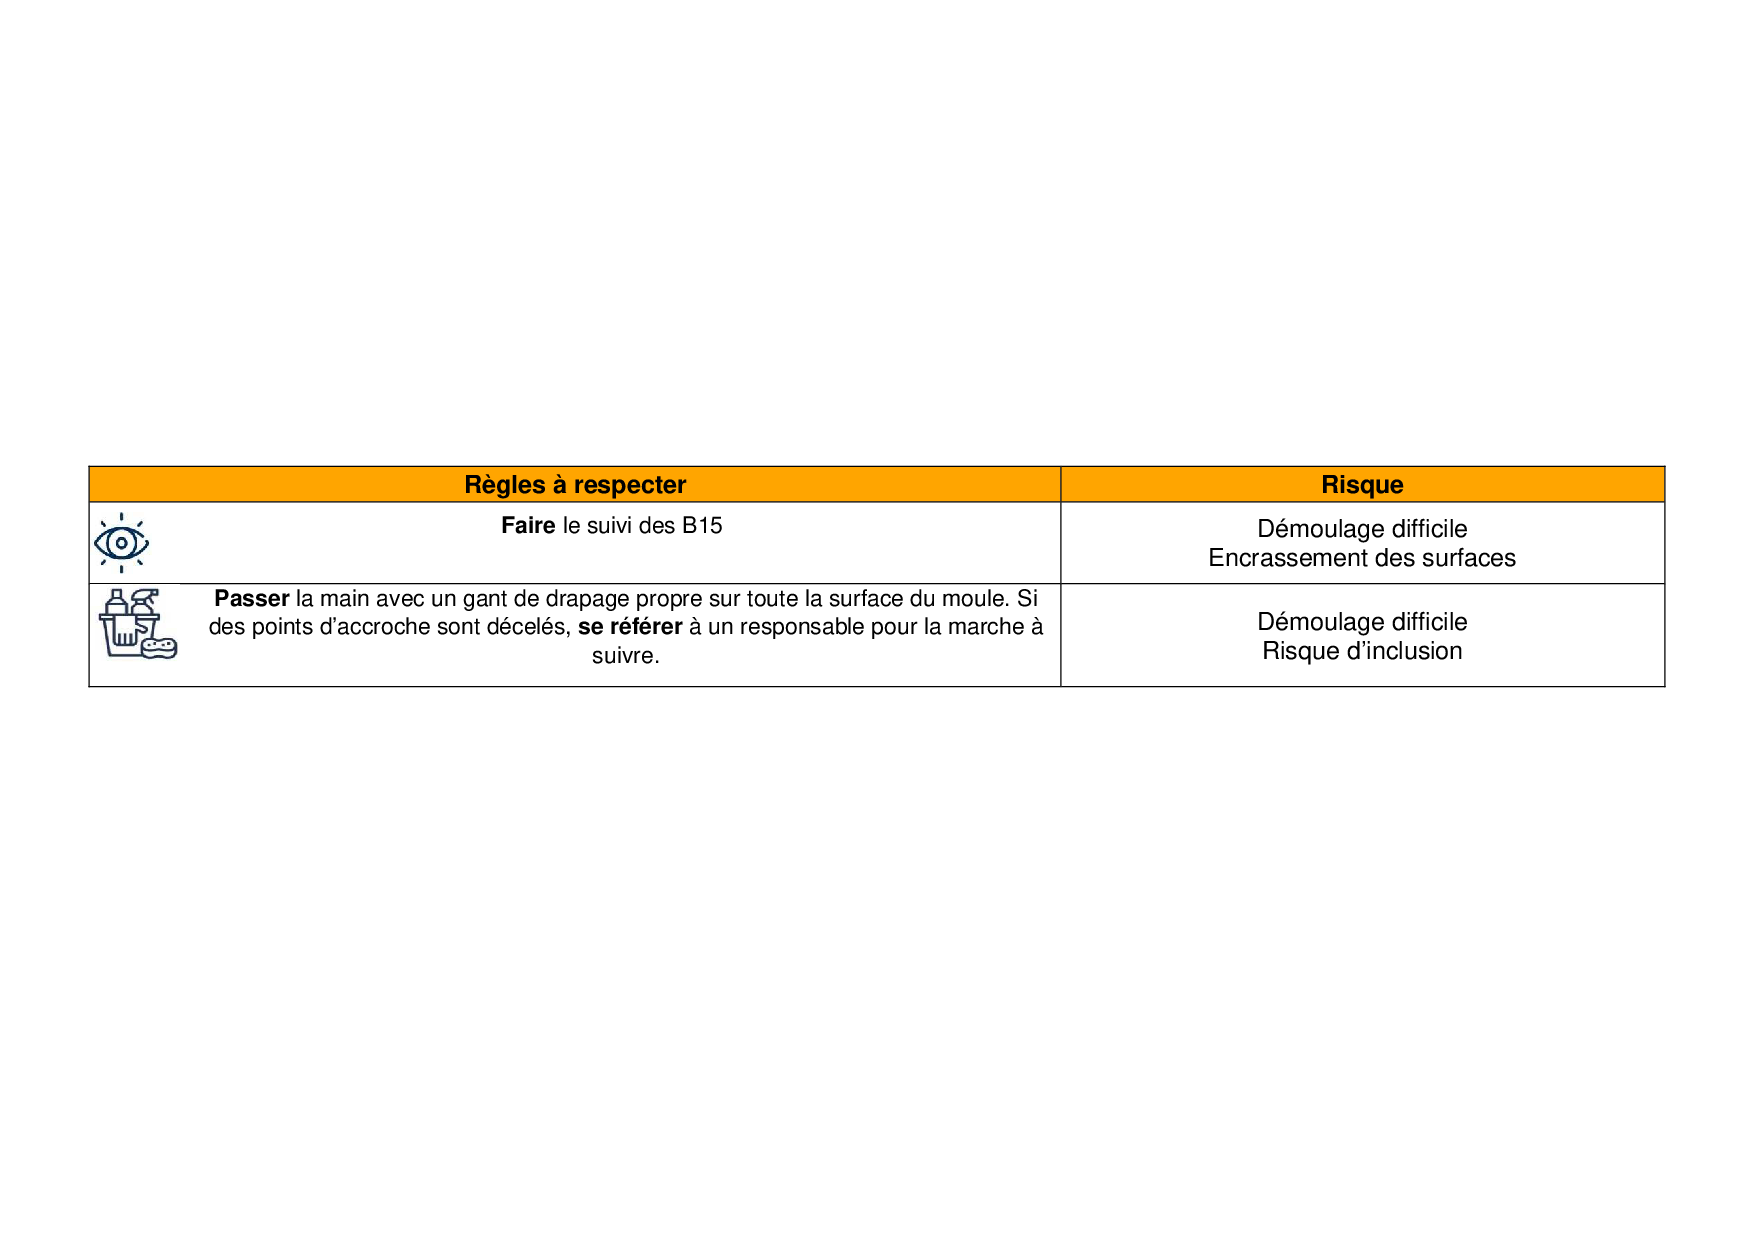 Règles à respecter
Risque
Faire le suivi des B15
Démoulage difficile
Encrassement des surfaces
Passer la main avec un gant de drapage propre sur toute la surface du moule. Si
des points d’accroche sont décelés, se référer à un responsable pour la marche à
suivre.
Démoulage difficile
Risque d’inclusion